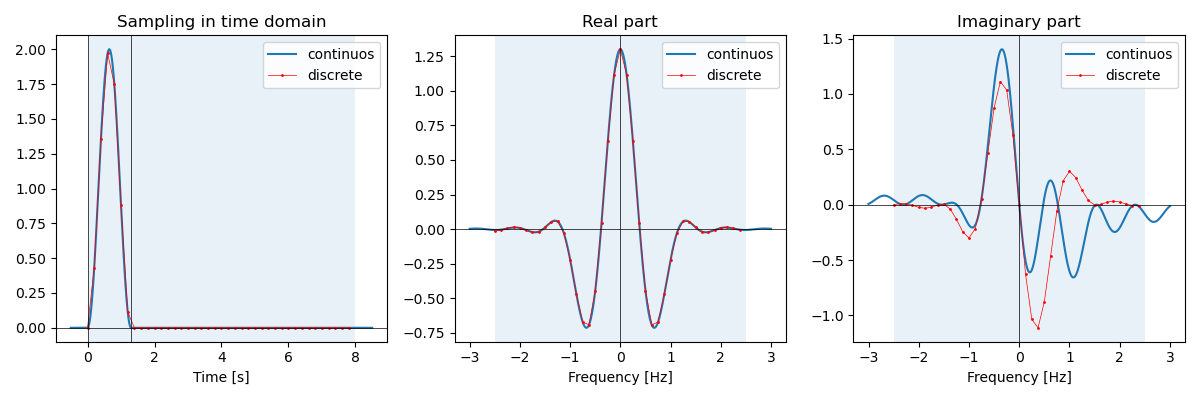 Sampling in time domain
continuos
discrete
2.00
1.75
1.50
1.25
1.00
0.75
0.50
0.25
0.00
0 2 4 6 8
Time [s]
Real part
continuos
discrete
1.25
1.00
0.75
0.50
0.25
0.00
−0.25
−0.50
−0.75
−3 −2 −1 0 1 2 3
Frequency [Hz]
Imaginary part
continuos
discrete
1.5
1.0
0.5
0.0
−0.5
−1.0
−3 −2 −1 0 1 2 3
Frequency [Hz]